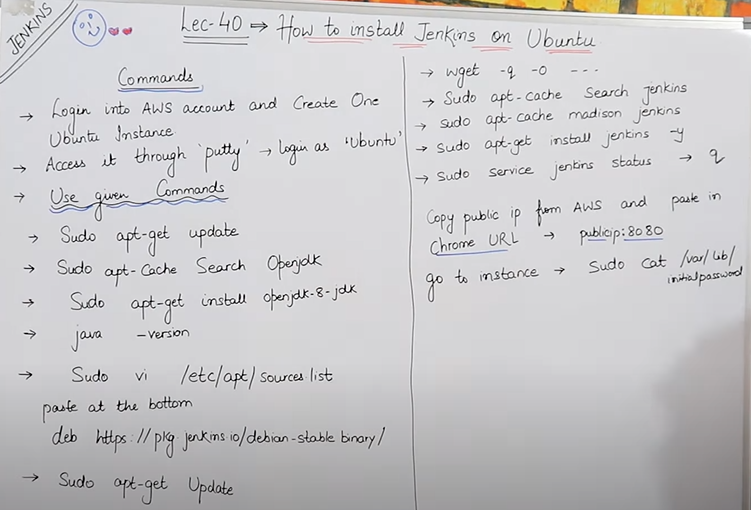 JENKINS
Lec-40 → How to install Jenkins on Ubuntu
Commands
→ Login into AWS account and Create One
Ubuntu Instance
→ Access it through 'putty' → login as 'Ubuntu'
→ Use given Commands
→ Sudo apt-get update
→ Sudo apt-Cache Search Openjdk
→ Sudo apt-get install openjdk-8-jdk
→ java -version
→ Sudo vi /etc/apt/sources.list
paste at the bottom
deb https://pkg.jenkins.io/debian-stable binary/
→ Sudo apt-get Update
→ wget -q -O ---
→ Sudo apt-cache Search jenkins
→ sudo apt-cache madison jenkins
→ sudo apt-get install jenkins -y
→ Sudo service jenkins status → q
Copy public ip from AWS and paste in
Chrome URL → publicip:8080
go to instance → Sudo Cat /var/lib/
initialpassword